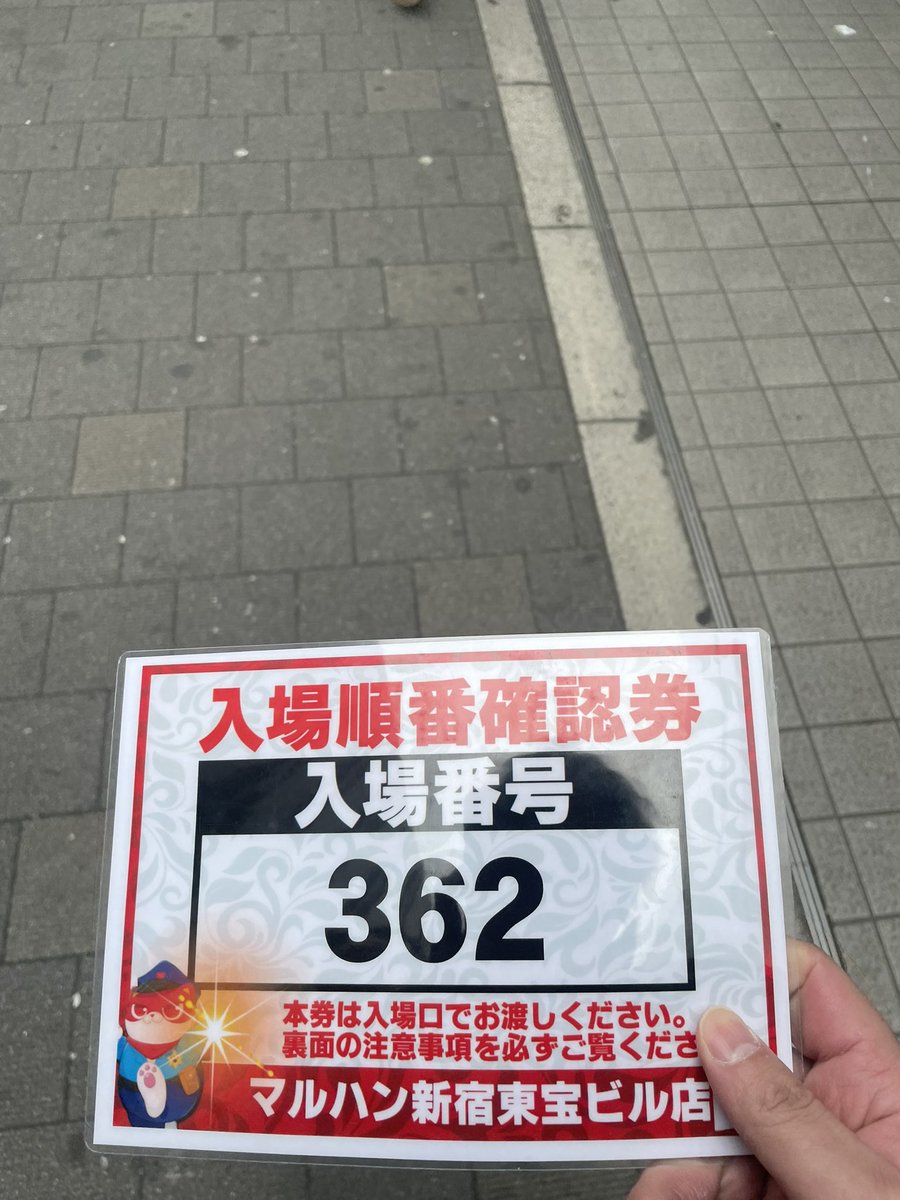 入場順番確認券
入場番号
362
本券は入場口でお渡しください。
裏面の注意事項を必ずご覧くださ
マルハン新宿東宝ビル店